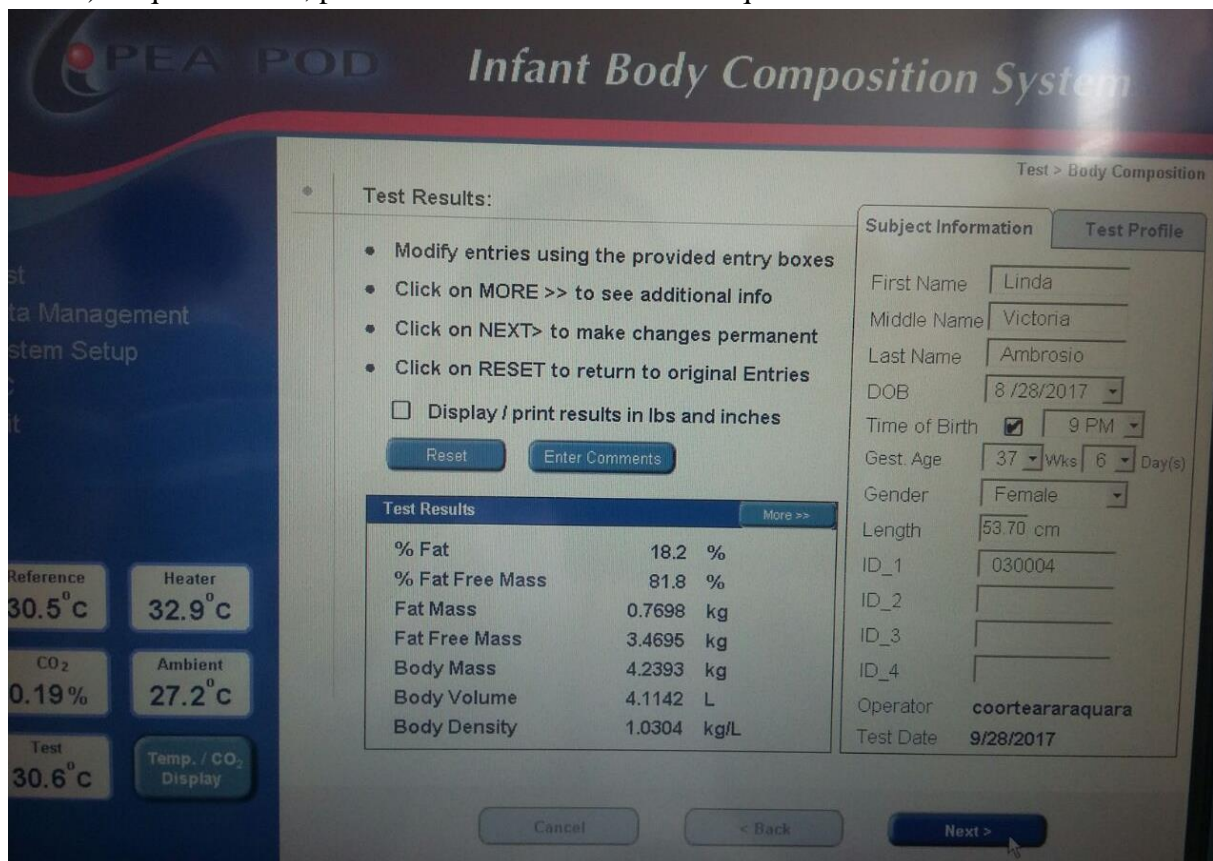 PEA POD
Infant Body Composition System
Test > Body Composition
Test Results:
• Modify entries using the provided entry boxes
• Click on MORE >> to see additional info
• Click on NEXT> to make changes permanent
• Click on RESET to return to original Entries
Display / print results in lbs and inches
Reset Enter Comments
Test Results More >>
% Fat 18.2 %
% Fat Free Mass 81.8 %
Fat Mass 0.7698 kg
Fat Free Mass 3.4695 kg
Body Mass 4.2393 kg
Body Volume 4.1142 L
Body Density 1.0304 kg/L
Subject Information Test Profile
First Name Linda
Middle Name Victoria
Last Name Ambrosio
DOB 8 /28/2017
Time of Birth 9 PM
Gest. Age 37 Wks 6 Day(s)
Gender Female
Length 53.70 cm
ID_1 030004
ID_2
ID_3
ID_4
Operator coorteararaquara
Test Date 9/28/2017
st
ta Management
stem Setup
it
Reference
30.5°C
Heater
32.9°C
CO₂
0.19%
Ambient
27.2°C
Test
30.6°C
Temp. / CO₂
Display
Cancel < Back Next >